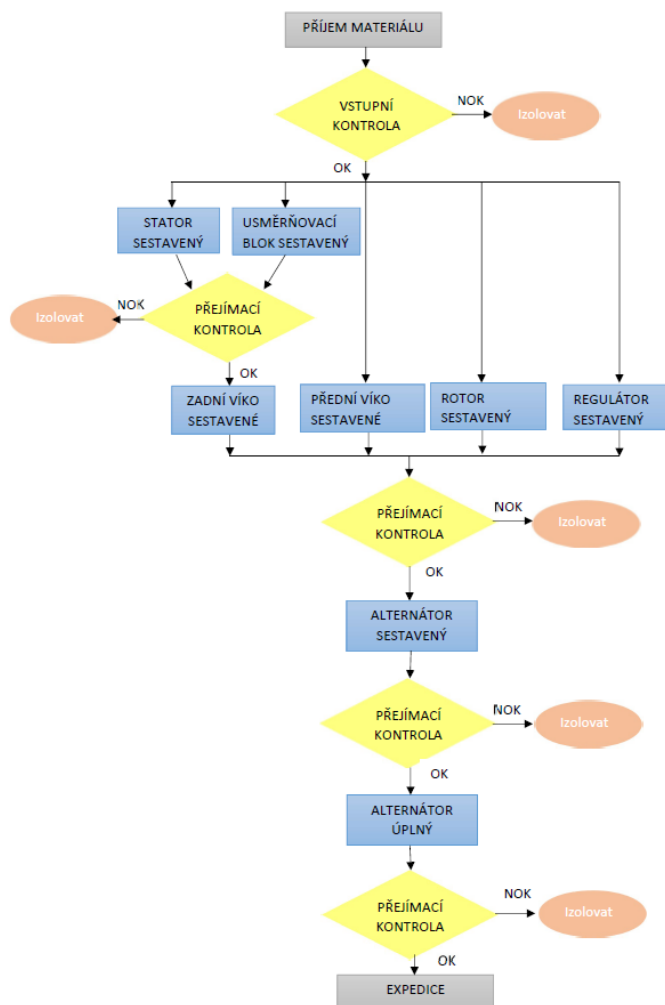 PŘÍJEM MATERIÁLU
VSTUPNÍ
KONTROLA
NOK
Izolovat
OK
STATOR
SESTAVENÝ
USMĚRŇOVACÍ
BLOK SESTAVENÝ
Izolovat
NOK
PŘEJÍMACÍ
KONTROLA
OK
ZADNÍ VÍKO
SESTAVENÉ
PŘEDNÍ VÍKO
SESTAVENÉ
ROTOR
SESTAVENÝ
REGULÁTOR
SESTAVENÝ
PŘEJÍMACÍ
KONTROLA
NOK
Izolovat
OK
ALTERNÁTOR
SESTAVENÝ
PŘEJÍMACÍ
KONTROLA
NOK
Izolovat
OK
ALTERNÁTOR
ÚPLNÝ
PŘEJÍMACÍ
KONTROLA
NOK
Izolovat
OK
EXPEDICE